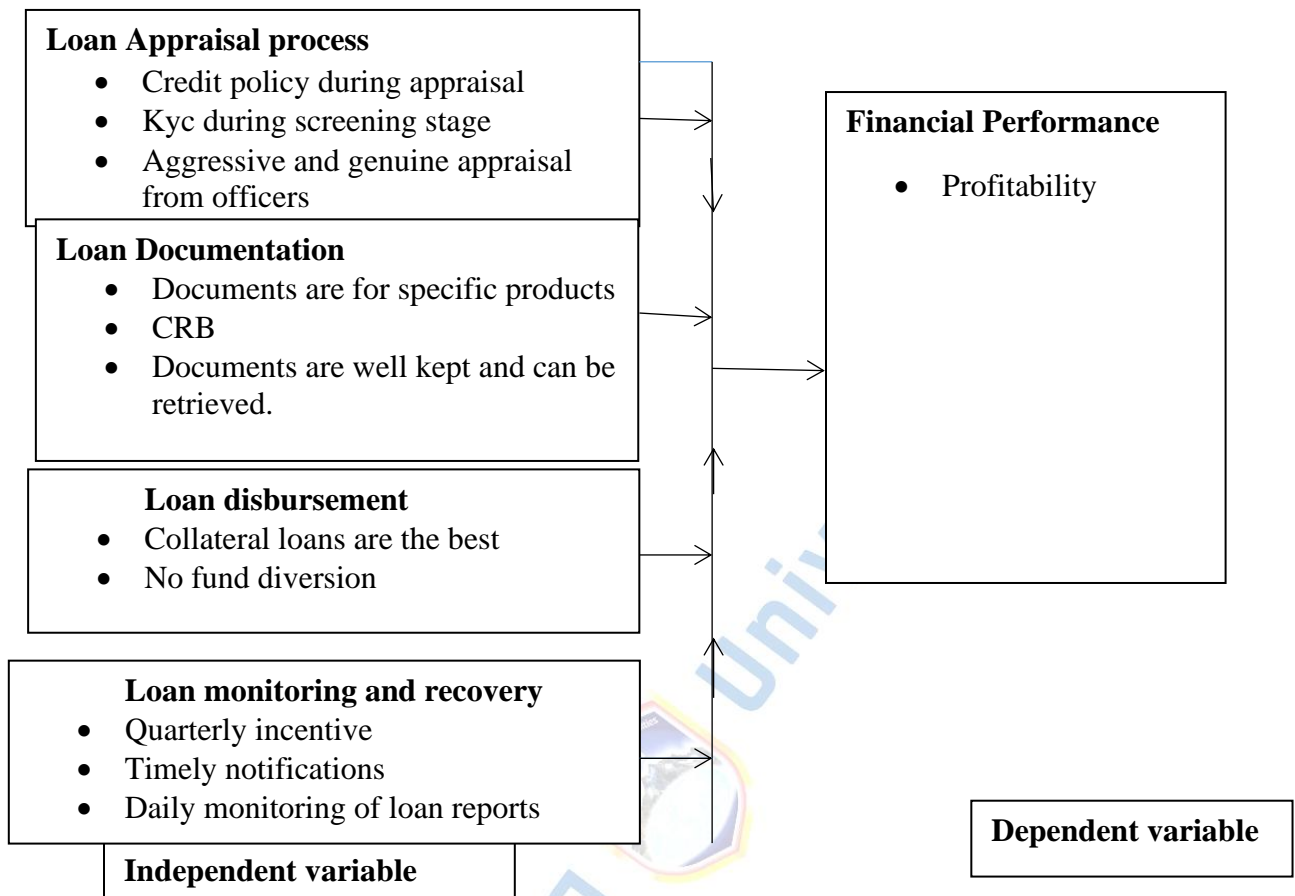 Loan Appraisal process
• Credit policy during appraisal
• Kyc during screening stage
• Aggressive and genuine appraisal
from officers
Loan Documentation
• Documents are for specific products
• CRB
• Documents are well kept and can be
retrieved.
Loan disbursement
• Collateral loans are the best
• No fund diversion
Loan monitoring and recovery
• Quarterly incentive
• Timely notifications
• Daily monitoring of loan reports
Independent variable
Financial Performance
• Profitability
Dependent variable